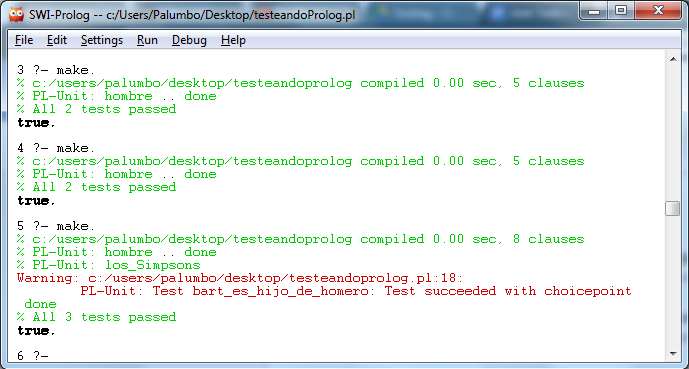 SWI-Prolog -- c:/Users/Palumbo/Desktop/testeandoProlog.pl
File Edit Settings Run Debug Help
3 ?- make.
% c:/users/palumbo/desktop/testeandoprolog compiled 0.00 sec, 5 clauses
% PL-Unit: hombre .. done
% All 2 tests passed
true.
4 ?- make.
% c:/users/palumbo/desktop/testeandoprolog compiled 0.00 sec, 5 clauses
% PL-Unit: hombre .. done
% All 2 tests passed
true.
5 ?- make.
% c:/users/palumbo/desktop/testeandoprolog compiled 0.00 sec, 8 clauses
% PL-Unit: hombre .. done
% PL-Unit: los_Simpsons
Warning: c:/users/palumbo/desktop/testeandoprolog.pl:18:
PL-Unit: Test bart_es_hijo_de_homero: Test succeeded with choicepoint
done
% All 3 tests passed
true.
6 ?-